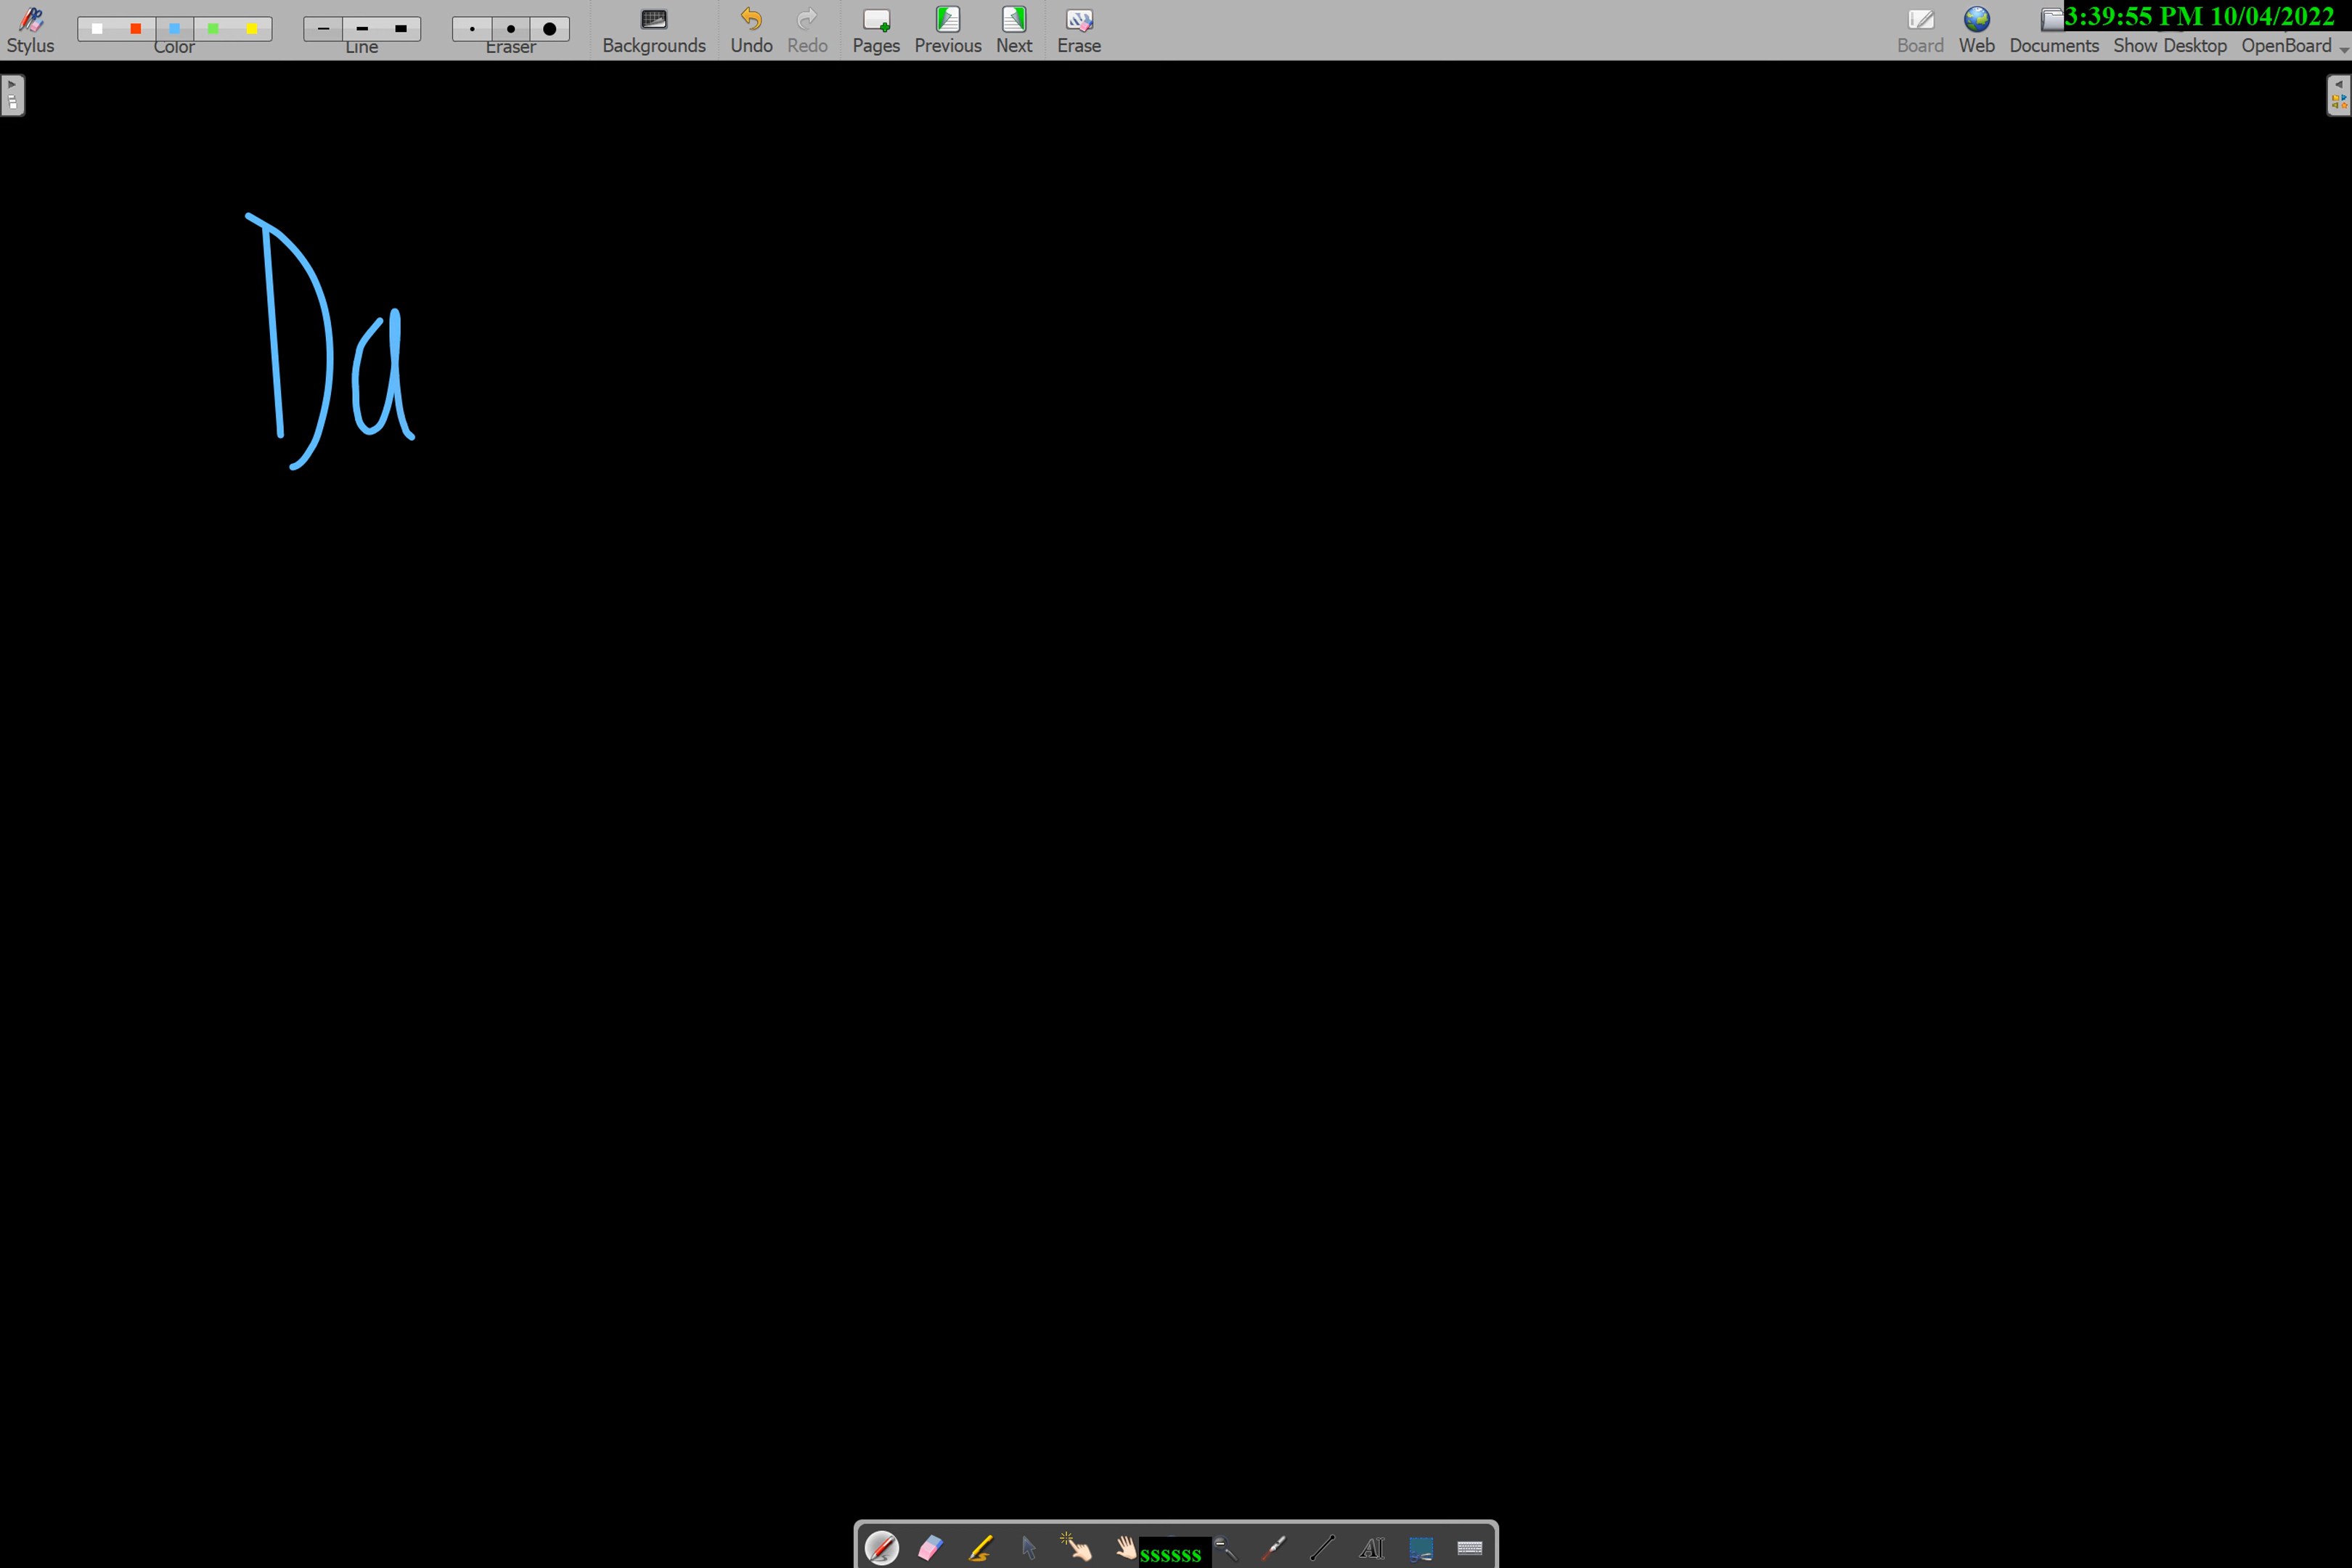 3:39:55 PM 10/04/2022
Stylus Color Line Eraser Backgrounds Undo Redo Pages Previous Next Erase Board Web Documents Show Desktop OpenBoard
Da
AI
ssssss